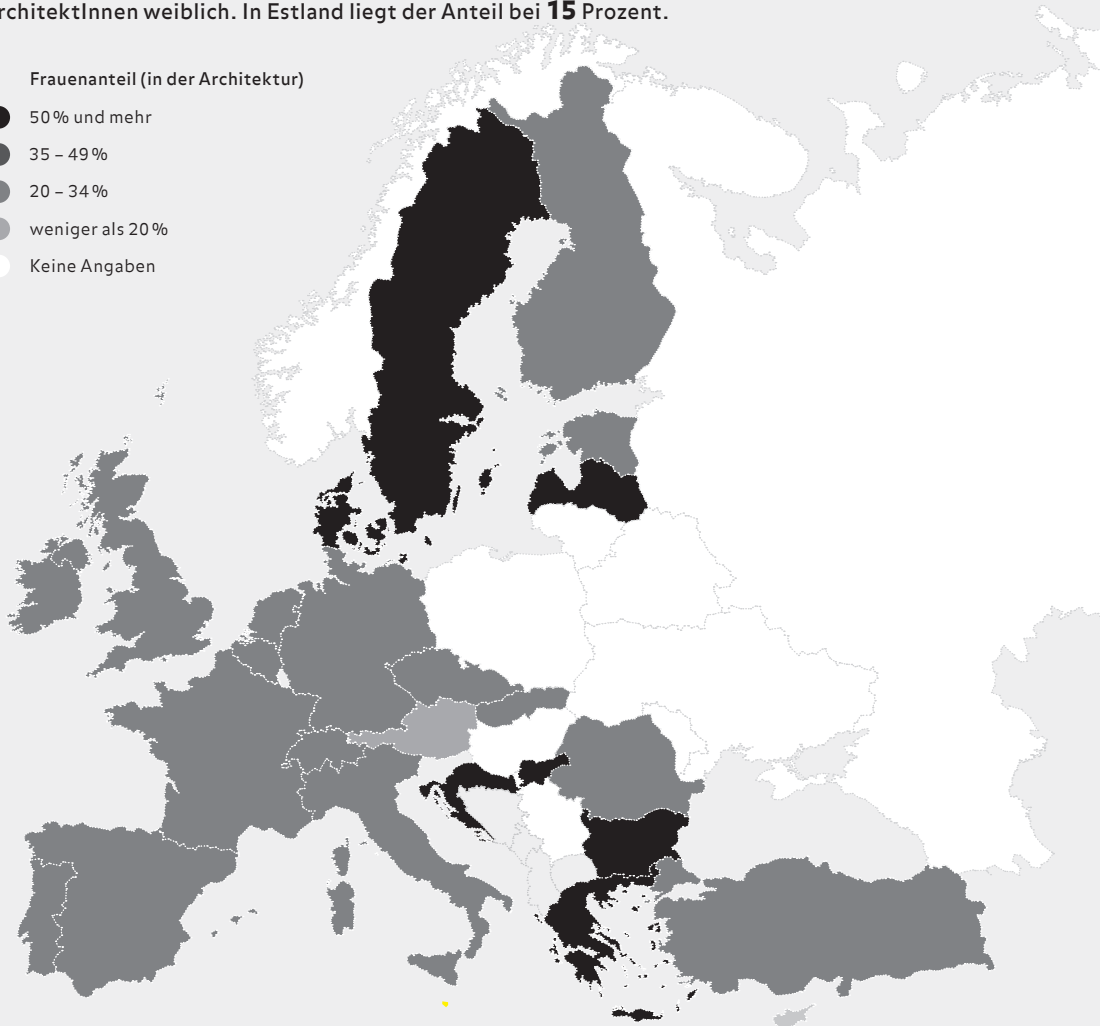 rchitektInnen weiblich. In Estland liegt der Anteil bei 15 Prozent.
Frauenanteil (in der Architektur)
50 % und mehr
35 – 49 %
20 – 34 %
weniger als 20 %
Keine Angaben